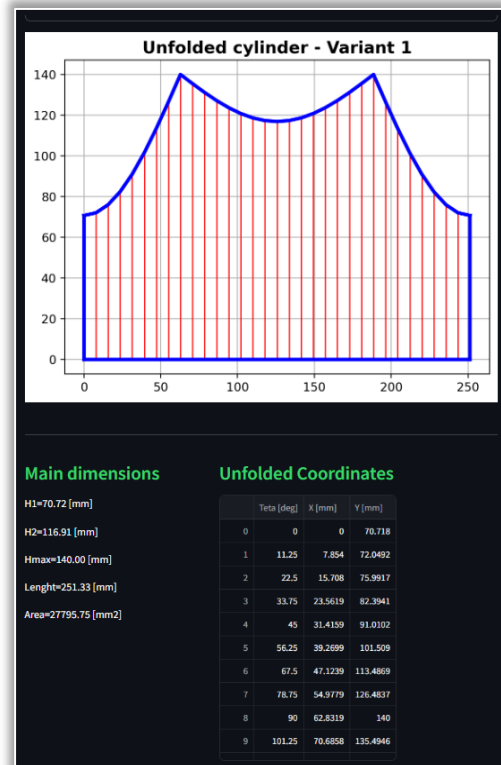 Unfolded cylinder - Variant 1
140
120
100
80
60
40
20
0
0 50 100 150 200 250
Main dimensions
H1=70.72 [mm]
H2=116.91 [mm]
Hmax=140.00 [mm]
Lenght=251.33 [mm]
Area=27795.75 [mm2]
Unfolded Coordinates
Teta [deg] X [mm] Y [mm]
0 0 0 70.718
1 11.25 7.854 72.0492
2 22.5 15.708 75.9917
3 33.75 23.5619 82.3941
4 45 31.4159 91.0102
5 56.25 39.2699 101.509
6 67.5 47.1239 113.4869
7 78.75 54.9779 126.4837
8 90 62.8319 140
9 101.25 70.6858 135.4946